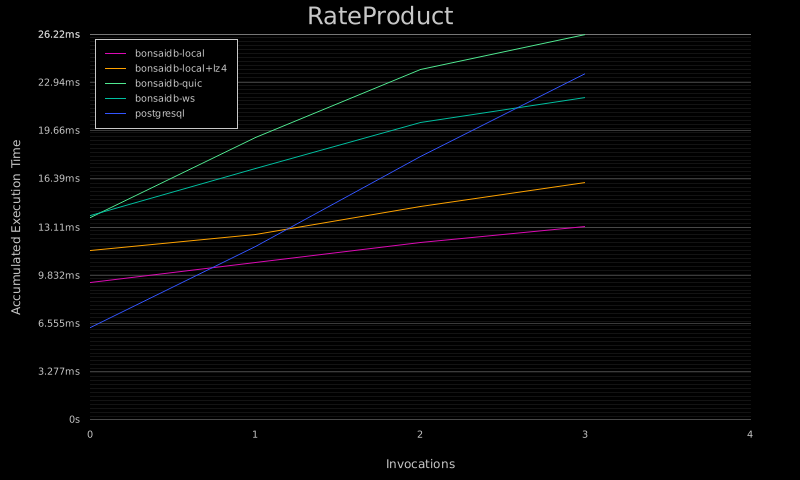 RateProduct
26.22ms
22.94ms
19.66ms
16.39ms
13.11ms
9.832ms
6.555ms
3.277ms
0s
bonsaidb-local
bonsaidb-local+lz4
bonsaidb-quic
bonsaidb-ws
postgresql
Accumulated Execution Time
0 1 2 3 4
Invocations